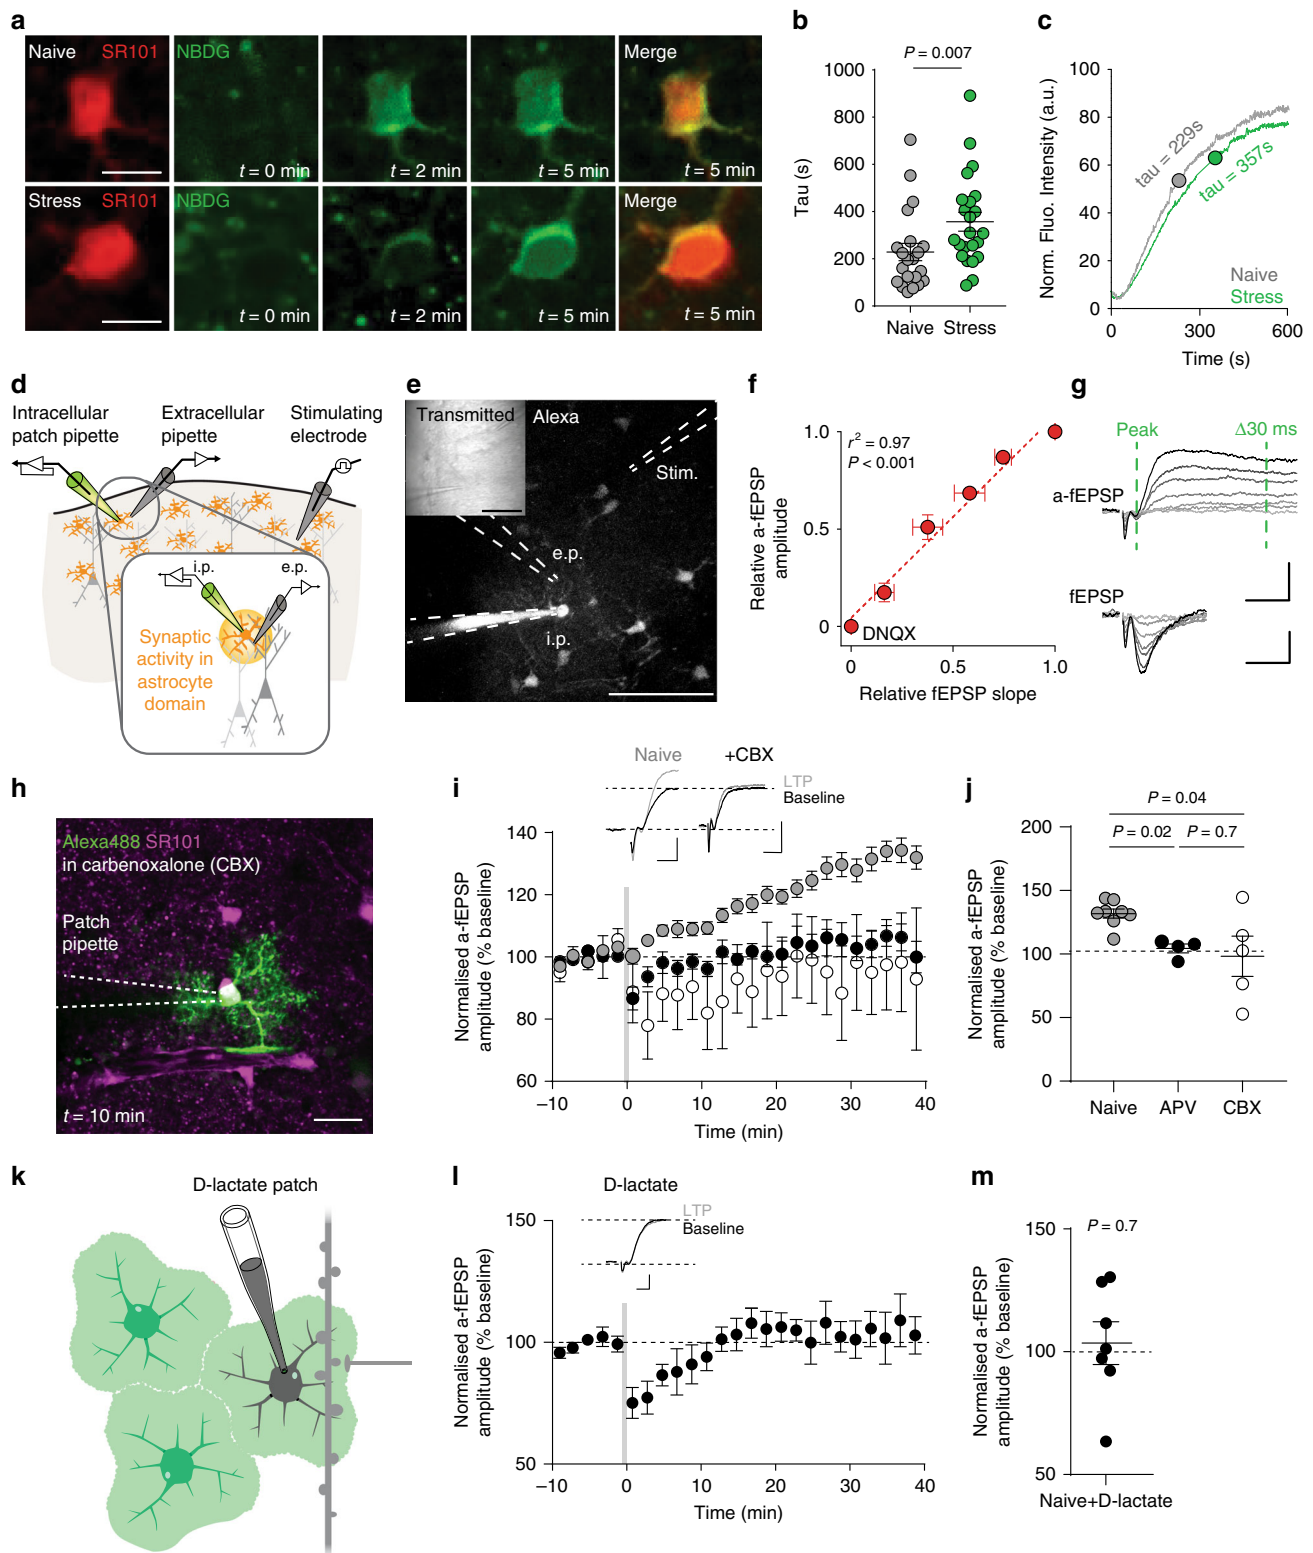 a
Naive SR101
NBDG
Merge
t = 0 min
t = 2 min
t = 5 min
t = 5 min
Stress SR101
NBDG
Merge
t = 0 min
t = 2 min
t = 5 min
t = 5 min
b
P = 0.007
Tau (s)
1000
800
600
400
200
0
Naive Stress
c
Norm. Fluo. Intensity (a.u.)
100
80
60
40
20
0
tau = 229s
tau = 357s
Naive
Stress
0 300 600
Time (s)
d
Intracellular
patch pipette
Extracellular
pipette
Stimulating
electrode
i.p.
e.p.
Synaptic
activity in
astrocyte
domain
e
Transmitted
Alexa
Stim.
e.p.
i.p.
f
Relative a-fEPSP
amplitude
1.0
0.5
0
r2 = 0.97
P < 0.001
DNQX
0 0.5 1.0
Relative fEPSP slope
g
Peak
Δ30 ms
a-fEPSP
fEPSP
h
Alexa488 SR101
in carbenoxalone (CBX)
Patch
pipette
t = 10 min
i
Naive
+CBX
LTP
Baseline
Normalised a-fEPSP
amplitude (% baseline)
140
120
100
80
60
–10 0 10 20 30 40
Time (min)
j
P = 0.04
P = 0.02 P = 0.7
Normalised a-fEPSP
amplitude (% baseline)
200
150
100
50
0
Naive APV CBX
k
D-lactate patch
l
D-lactate
LTP
Baseline
Normalised a-fEPSP
amplitude (% baseline)
150
100
50
–10 0 10 20 30 40
Time (min)
m
P = 0.7
Normalised a-fEPSP
amplitude (% baseline)
150
100
50
Naive+D-lactate